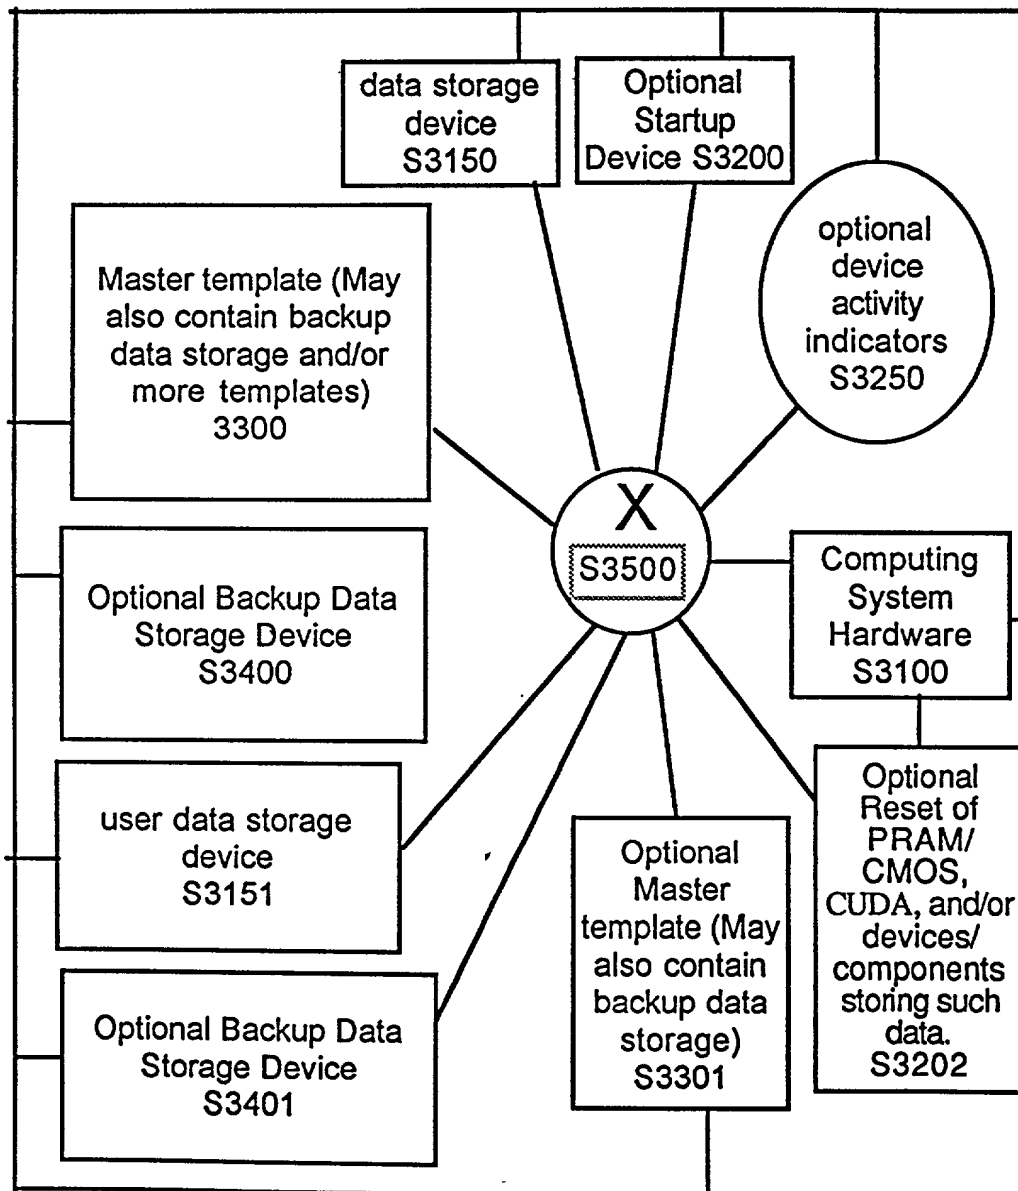 data storage
device
S3150
Optional
Startup
Device S3200
optional
device
activity
indicators
S3250
Master template (May
also contain backup
data storage and/or
more templates)
3300
X
S3500
Computing
System
Hardware
S3100
Optional Backup Data
Storage Device
S3400
user data storage
device
S3151
Optional
Master
template (May
also contain
backup data
storage)
S3301
Optional
Reset of
PRAM/
CMOS,
CUDA, and/or
devices/
components
storing such
data.
S3202
Optional Backup Data
Storage Device
S3401